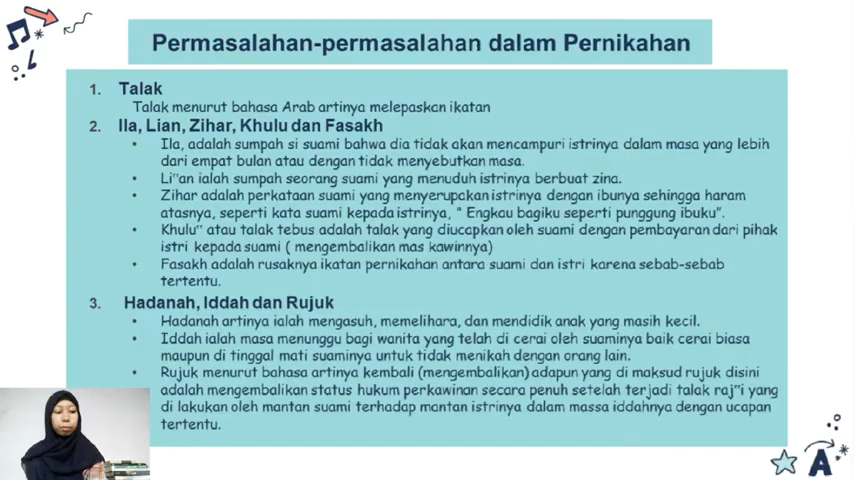 Permasalahan-permasalahan dalam Pernikahan
1. Talak
Talak menurut bahasa Arab artinya melepaskan ikatan
2. Ila, Lian, Zihar, Khulu dan Fasakh
• Ila, adalah sumpah si suami bahwa dia tidak akan mencampuri istrinya dalam masa yang lebih
dari empat bulan atau dengan tidak menyebutkan masa.
• Li"an ialah sumpah seorang suami yang menuduh istrinya berbuat zina.
• Zihar adalah perkataan suami yang menyerupakan istrinya dengan ibunya sehingga haram
atasnya, seperti kata suami kepada istrinya, " Engkau bagiku seperti punggung ibuku".
• Khulu" atau talak tebus adalah talak yang diucapkan oleh suami dengan pembayaran dari pihak
istri kepada suami ( mengembalikan mas kawinnya)
• Fasakh adalah rusaknya ikatan pernikahan antara suami dan istri karena sebab-sebab
tertentu.
3. Hadanah, Iddah dan Rujuk
• Hadanah artinya ialah mengasuh, memelihara, dan mendidik anak yang masih kecil.
• Iddah ialah masa menunggu bagi wanita yang telah di cerai oleh suaminya baik cerai biasa
maupun di tinggal mati suaminya untuk tidak menikah dengan orang lain.
• Rujuk menurut bahasa artinya kembali (mengembalikan) adapun yang di maksud rujuk disini
adalah mengembalikan status hukum perkawinan secara penuh setelah terjadi talak raj"i yang
di lakukan oleh mantan suami terhadap mantan istrinya dalam massa iddahnya dengan ucapan
tertentu.
A